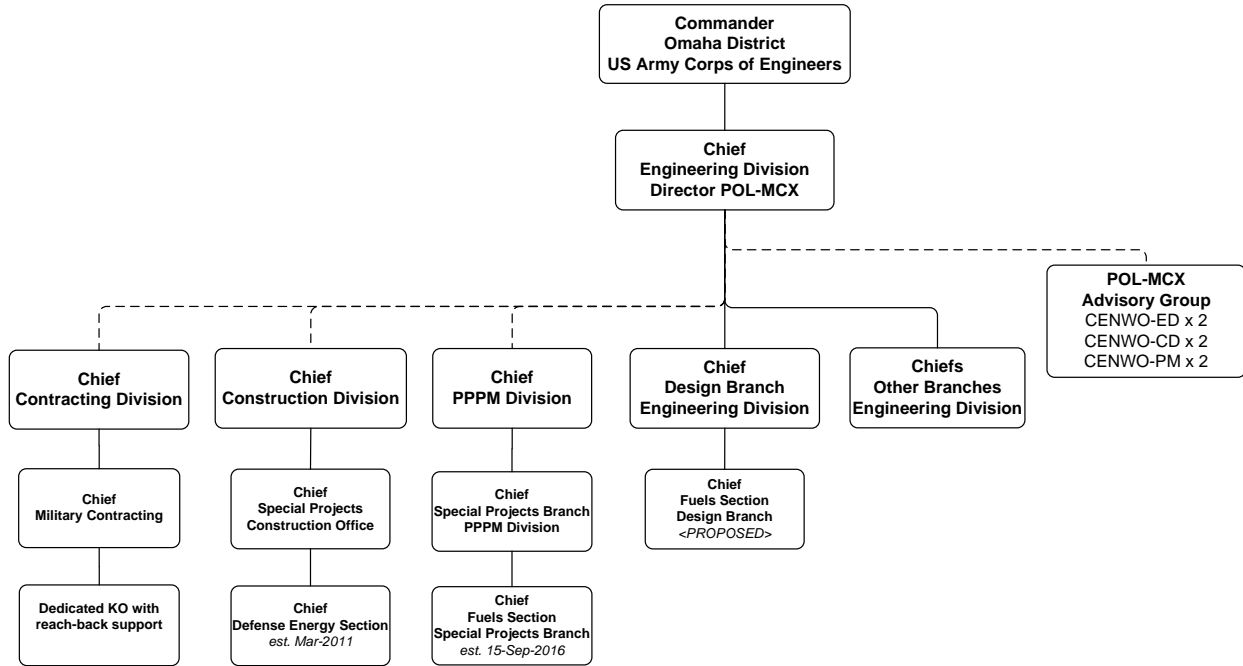 Commander
Omaha District
US Army Corps of Engineers
Chief
Engineering Division
Director POL-MCX
POL-MCX
Advisory Group
CENWO-ED x 2
CENWO-CD x 2
CENWO-PM x 2
Chief
Contracting Division
Chief
Construction Division
Chief
PPPM Division
Chief
Design Branch
Engineering Division
Chiefs
Other Branches
Engineering Division
Chief
Military Contracting
Chief
Special Projects
Construction Office
Chief
Special Projects Branch
PPPM Division
Chief
Fuels Section
Design Branch
<PROPOSED>
Dedicated KO with
reach-back support
Chief
Defense Energy Section
est. Mar-2011
Chief
Fuels Section
Special Projects Branch
est. 15-Sep-2016